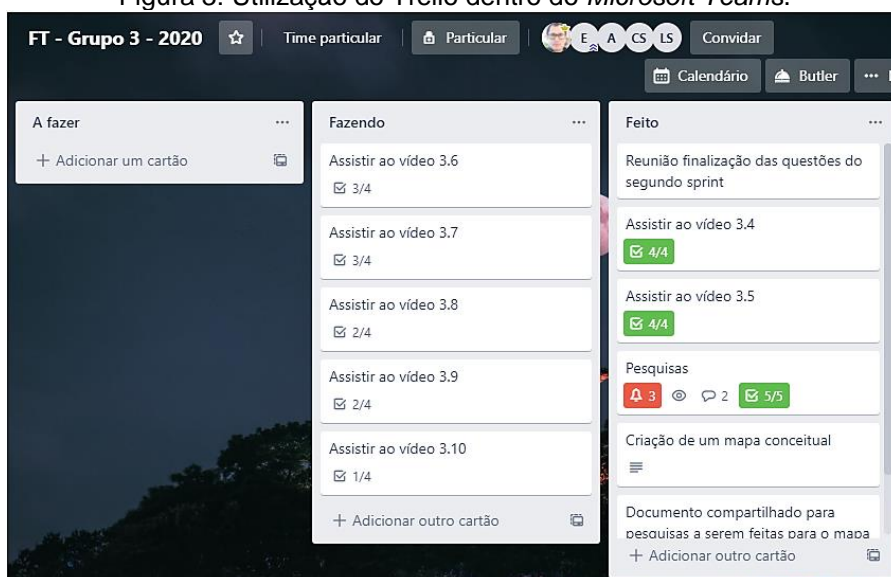 Figura 3. Utilização do Trello dentro do Microsoft Teams.
FT - Grupo 3 - 2020
Time particular
Particular
E
A
CS
LS
Convidar
Calendário
Butler
A fazer
+ Adicionar um cartão
Fazendo
Assistir ao vídeo 3.6
3/4
Assistir ao vídeo 3.7
3/4
Assistir ao vídeo 3.8
2/4
Assistir ao vídeo 3.9
2/4
Assistir ao vídeo 3.10
1/4
+ Adicionar outro cartão
Feito
Reunião finalização das questões do
segundo sprint
Assistir ao vídeo 3.4
4/4
Assistir ao vídeo 3.5
4/4
Pesquisas
3
2
5/5
Criação de um mapa conceitual
Documento compartilhado para
pesquisas a serem feitas para o mapa
+ Adicionar outro cartão